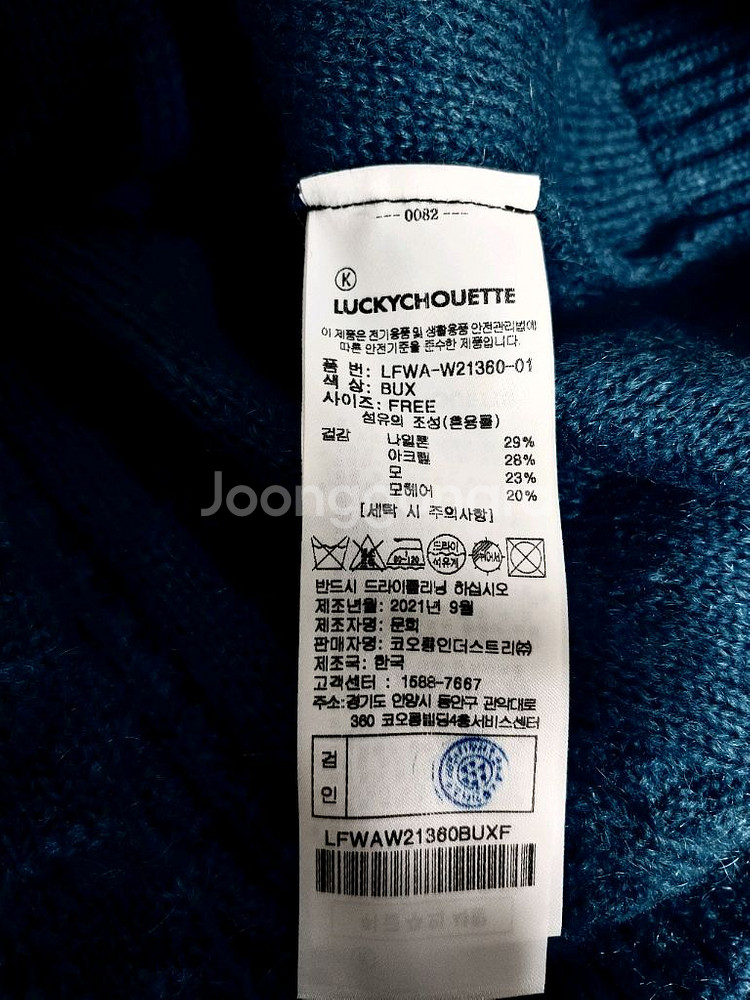 --- 0082 ---
K
LUCKYCHOUETTE
이 제품은 전기용품 및 생활용품 안전관리법에
따른 안전기준을 준수한 제품입니다.
품 번: LFWA-W21360-01
색 상: BUX
사이즈: FREE
섬유의 조성(혼용률)
겉감 나일론 29%
아크릴 28%
모 23%
모헤어 20%
[세탁 시 주의사항]
드라이
석유계
반드시 드라이클리닝 하십시오
제조년월: 2021년 9월
제조자명: 문희
판매자명: 코오롱인더스트리㈜
제조국: 한국
고객센터 : 1588-7667
주소:경기도 안양시 동안구 관악대로
360 코오롱빌딩4층서비스센터
검인
LFWAW21360BUXF